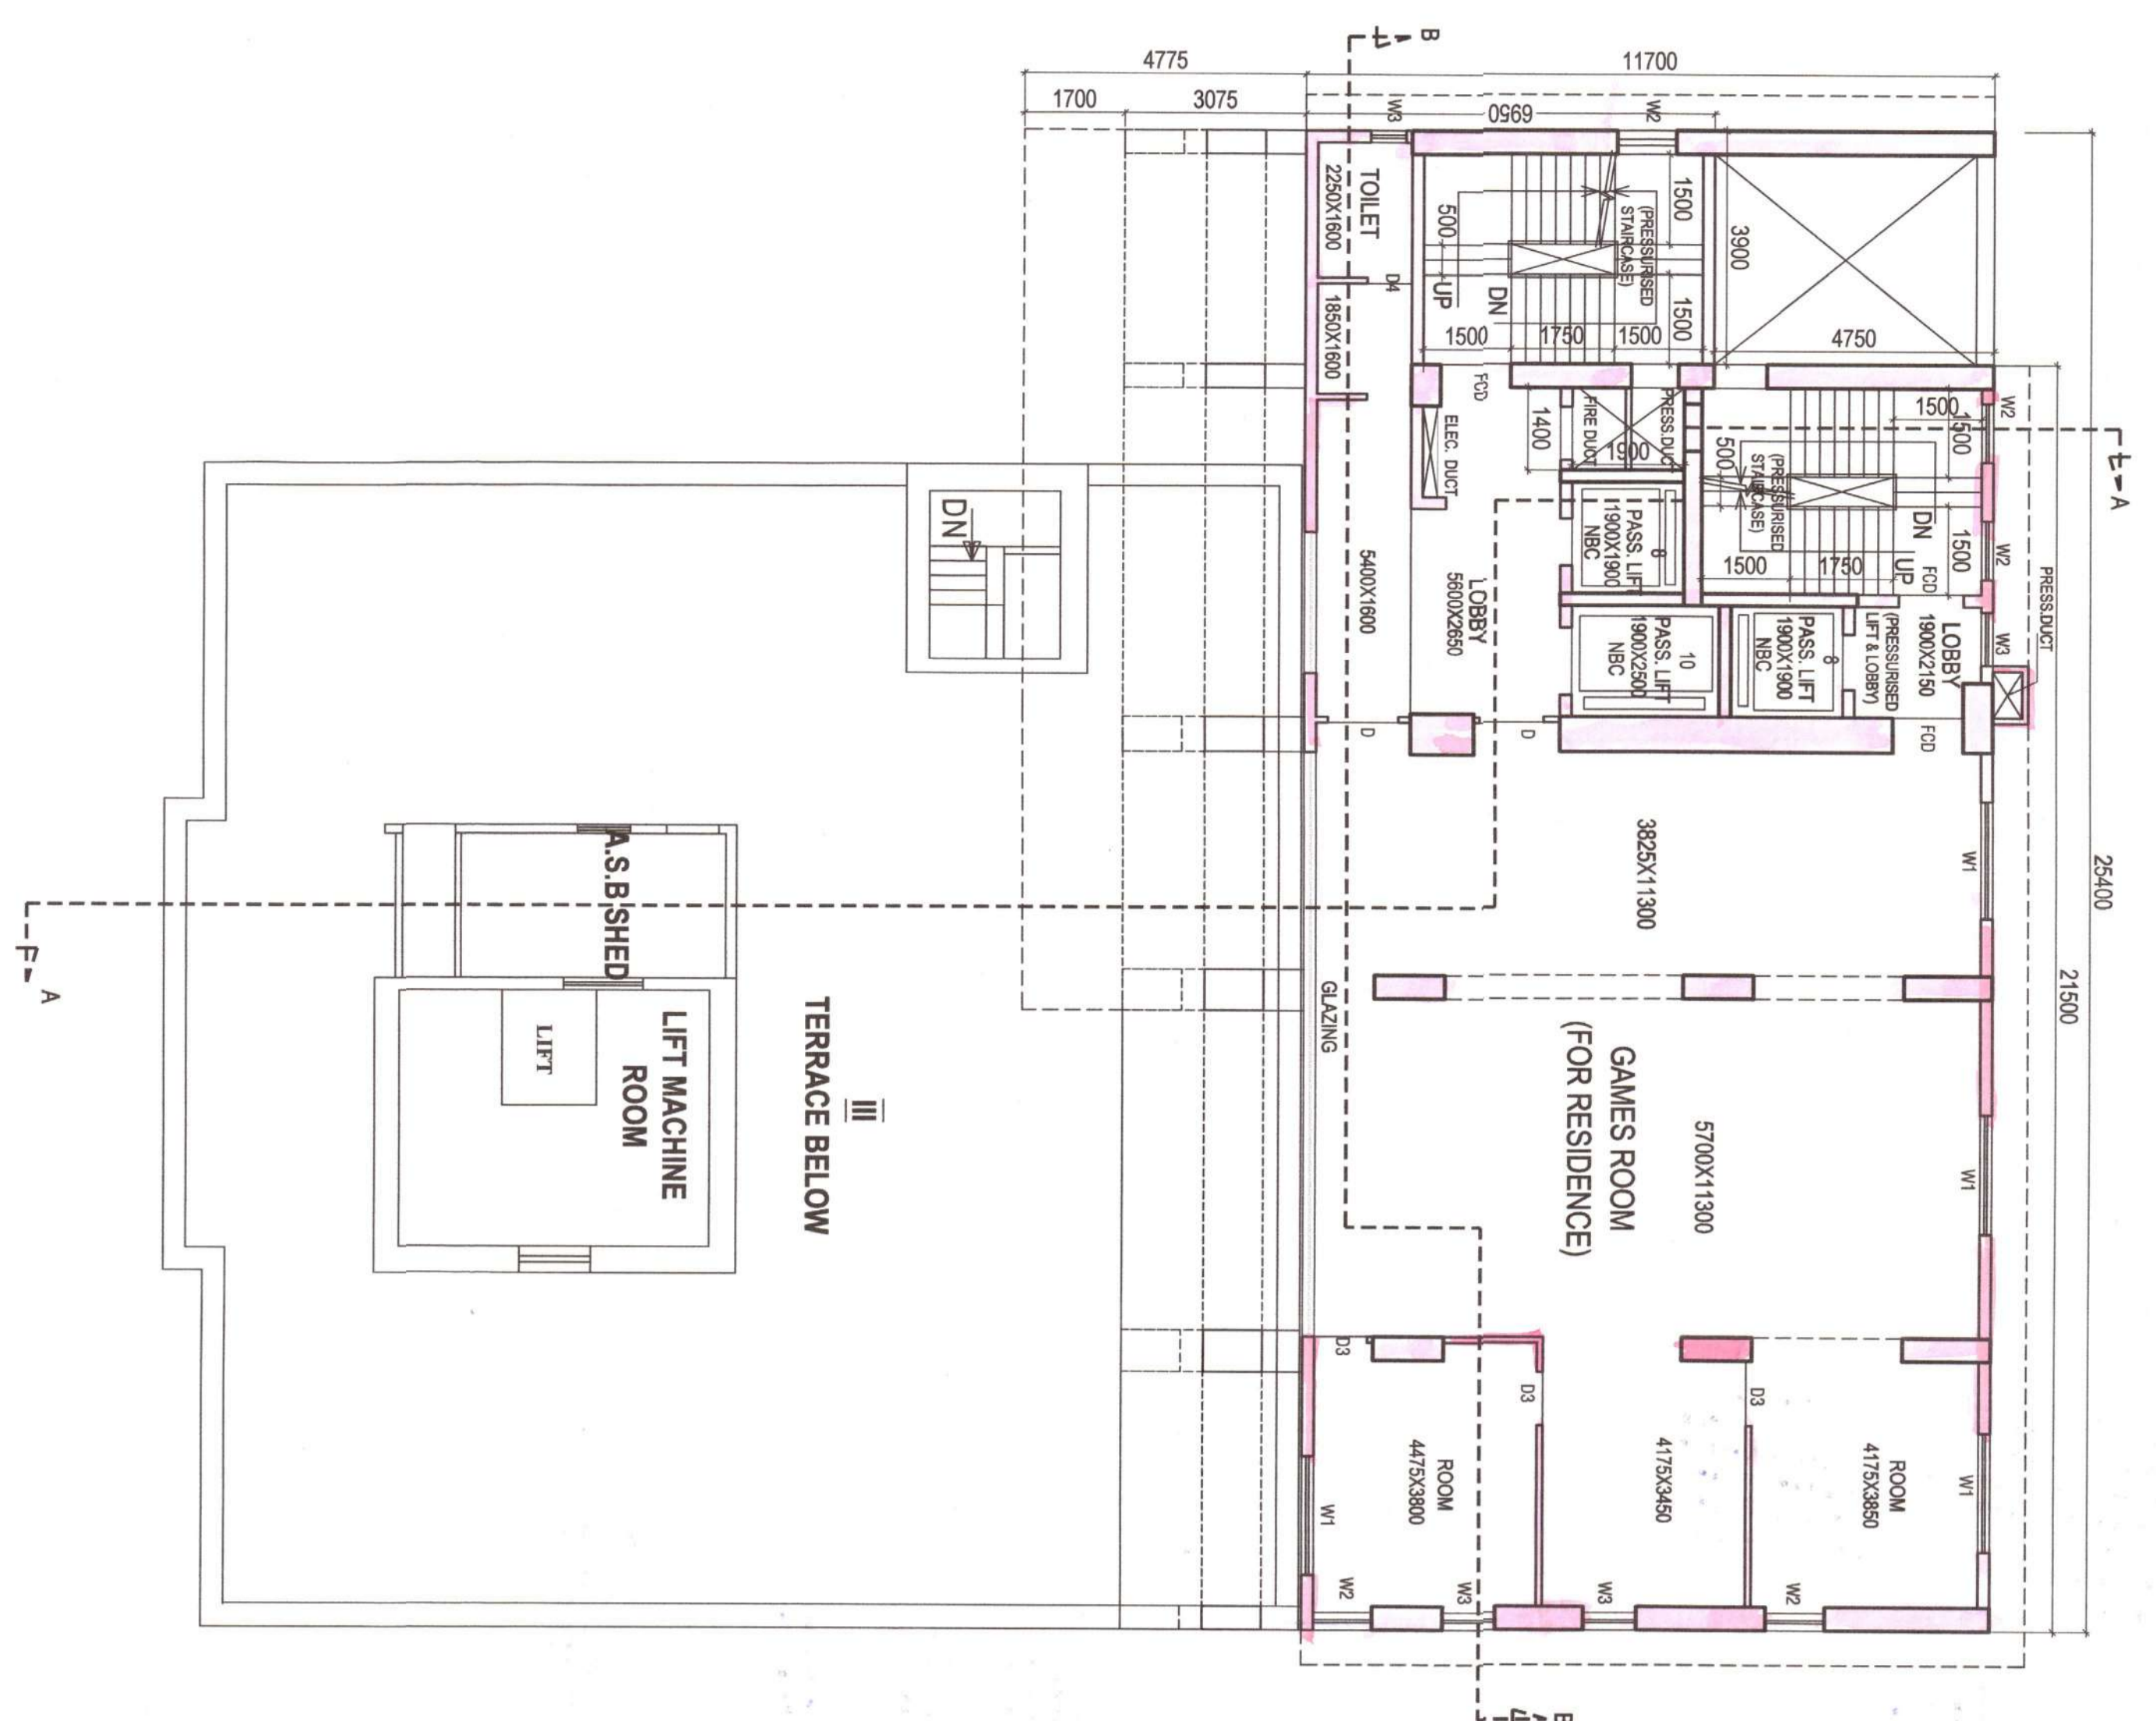 B
4775
11700
1700
3075
6950
W3
W2
TOILET
2250X1600
D4
1850X1600
1500
500
(PRESSURISED
STAIRCASE)
UP
DN
1500
1500
1750
1500
3900
4750
FCD
ELEC. DUCT
1400
FIRE DUCT
PRESS.DUCT
1900
1500
1500
W2
A
500
(PRESSURISED
STAIRCASE)
DN
UP
1500
1500
1750
FCD
W2
PRESS.DUCT
DN
5400X1600
LOBBY
5600X2650
8
PASS. LIFT
1900X1900
NBC
10
PASS. LIFT
1900X2500
NBC
8
PASS. LIFT
1900X1900
NBC
(PRESSURISED
LIFT & LOBBY)
LOBBY
1900X2150
W3
D
D
FCD
3825X11300
W1
25400
21500
A.S.B.SHED
A
GLAZING
LIFT
LIFT MACHINE
ROOM
III
TERRACE BELOW
GAMES ROOM
(FOR RESIDENCE)
5700X11300
W1
D3
D3
D3
ROOM
4475X3800
4175X3450
ROOM
4175X3850
W1
W1
W2
W3
W3
W2